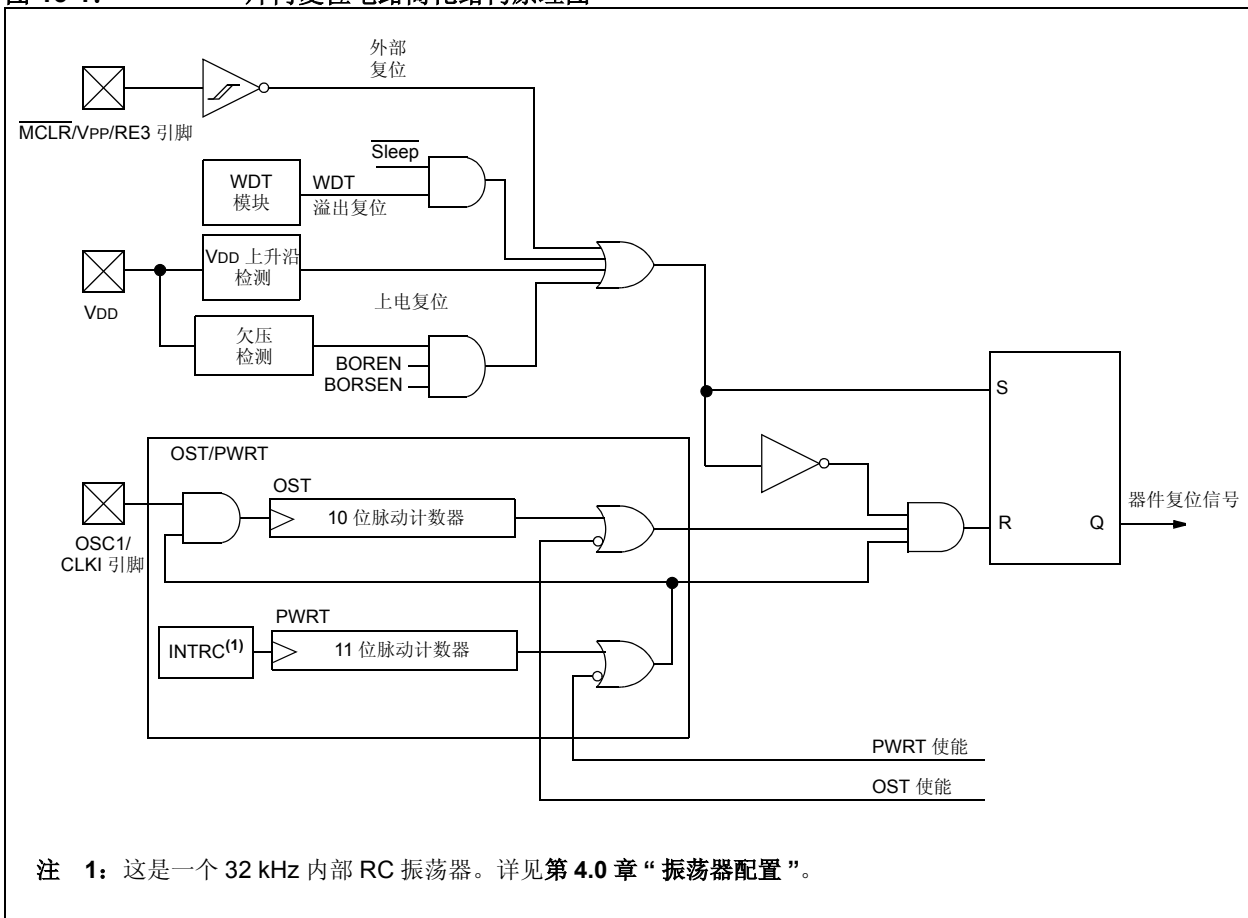 外部
复位
MCLR/VPP/RE3 引脚
Sleep
WDT
模块
WDT
溢出复位
VDD 上升沿
检测
VDD
上电复位
欠压
检测
BOREN
BORSEN
S
OST/PWRT
OST
10 位脉动计数器
OSC1/
CLKI 引脚
R
Q
器件复位信号
PWRT
INTRC(1)
11 位脉动计数器
PWRT 使能
OST 使能
注 1: 这是一个 32 kHz 内部 RC 振荡器。详见第 4.0 章 “ 振荡器配置 ”。